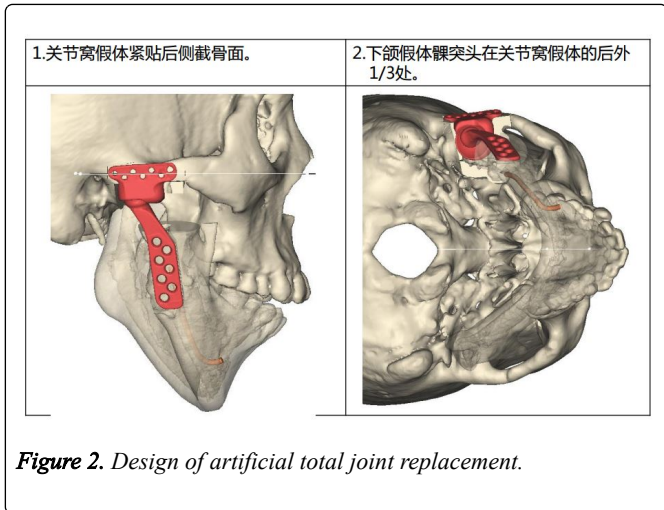 1.关节窝假体紧贴后侧截骨面。
2.下颌假体髁突头在关节窝假体的后外
1/3处。
Figure 2. Design of artificial total joint replacement.